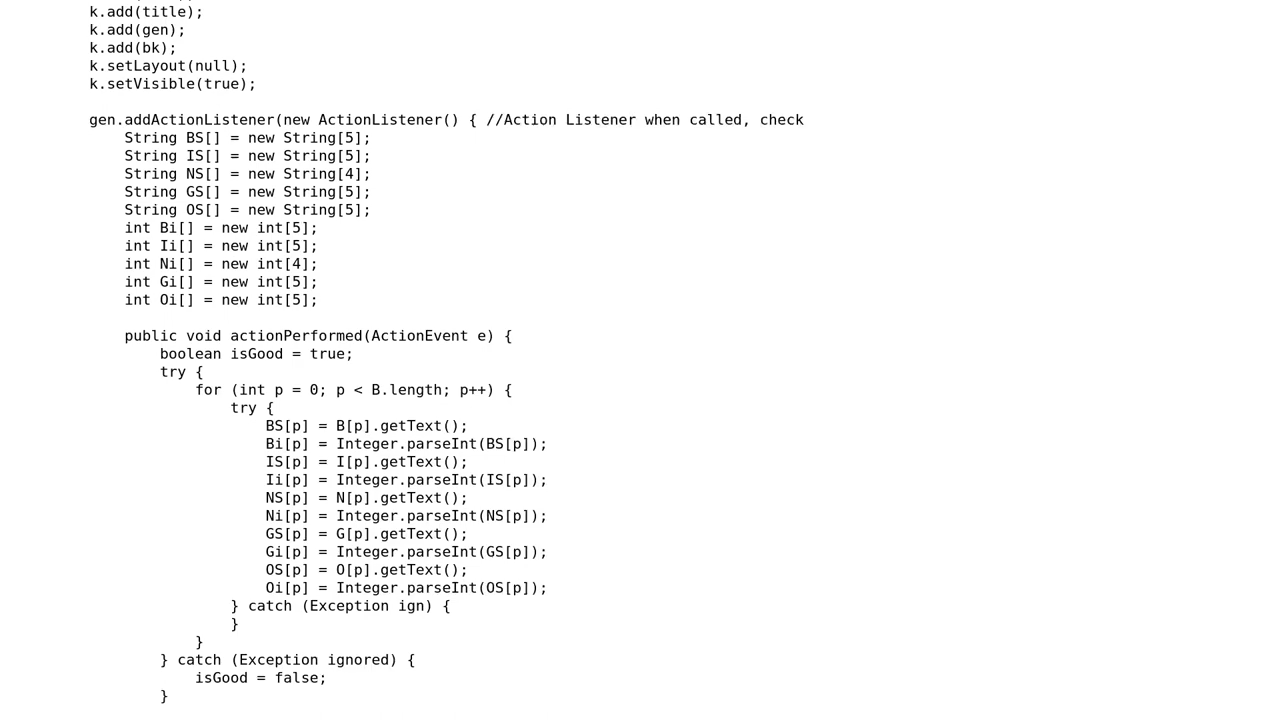 k.add(title);
k.add(gen);
k.add(bk);
k.setLayout(null);
k.setVisible(true);
gen.addActionListener(new ActionListener() { //Action Listener when called, check
String BS[] = new String[5];
String IS[] = new String[5];
String NS[] = new String[4];
String GS[] = new String[5];
String OS[] = new String[5];
int Bi[] = new int[5];
int Ii[] = new int[5];
int Ni[] = new int[4];
int Gi[] = new int[5];
int Oi[] = new int[5];
public void actionPerformed(ActionEvent e) {
boolean isGood = true;
try {
for (int p = 0; p < B.length; p++) {
try {
BS[p] = B[p].getText();
Bi[p] = Integer.parseInt(BS[p]);
IS[p] = I[p].getText();
Ii[p] = Integer.parseInt(IS[p]);
NS[p] = N[p].getText();
Ni[p] = Integer.parseInt(NS[p]);
GS[p] = G[p].getText();
Gi[p] = Integer.parseInt(GS[p]);
OS[p] = O[p].getText();
Oi[p] = Integer.parseInt(OS[p]);
} catch (Exception ign) {
}
}
} catch (Exception ignored) {
isGood = false;
}